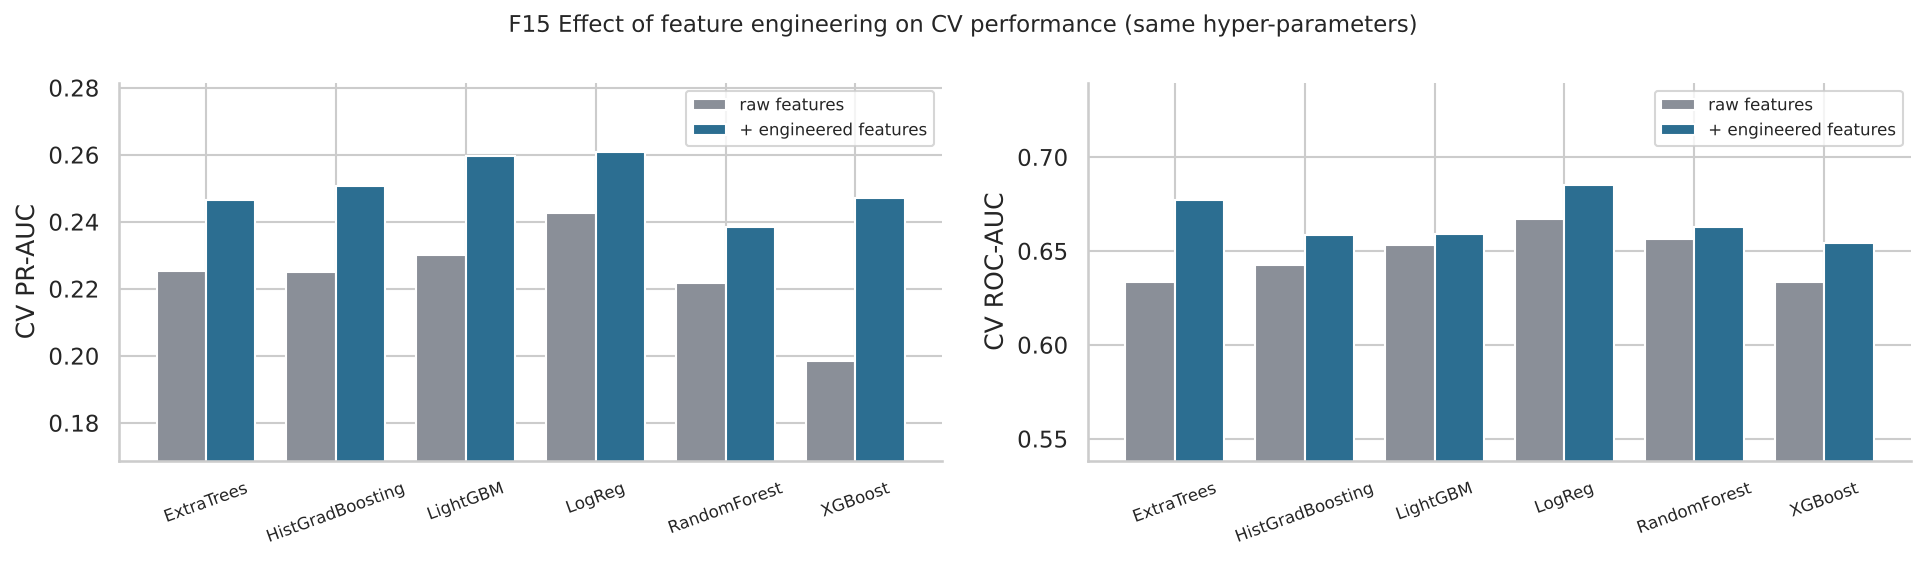 F15 Effect of feature engineering on CV performance (same hyper-parameters)
CV PR-AUC
0.28
0.26
0.24
0.22
0.20
0.18
raw features
+ engineered features
ExtraTrees
HistGradBoosting
LightGBM
LogReg
RandomForest
XGBoost
CV ROC-AUC
0.70
0.65
0.60
0.55
raw features
+ engineered features
ExtraTrees
HistGradBoosting
LightGBM
LogReg
RandomForest
XGBoost